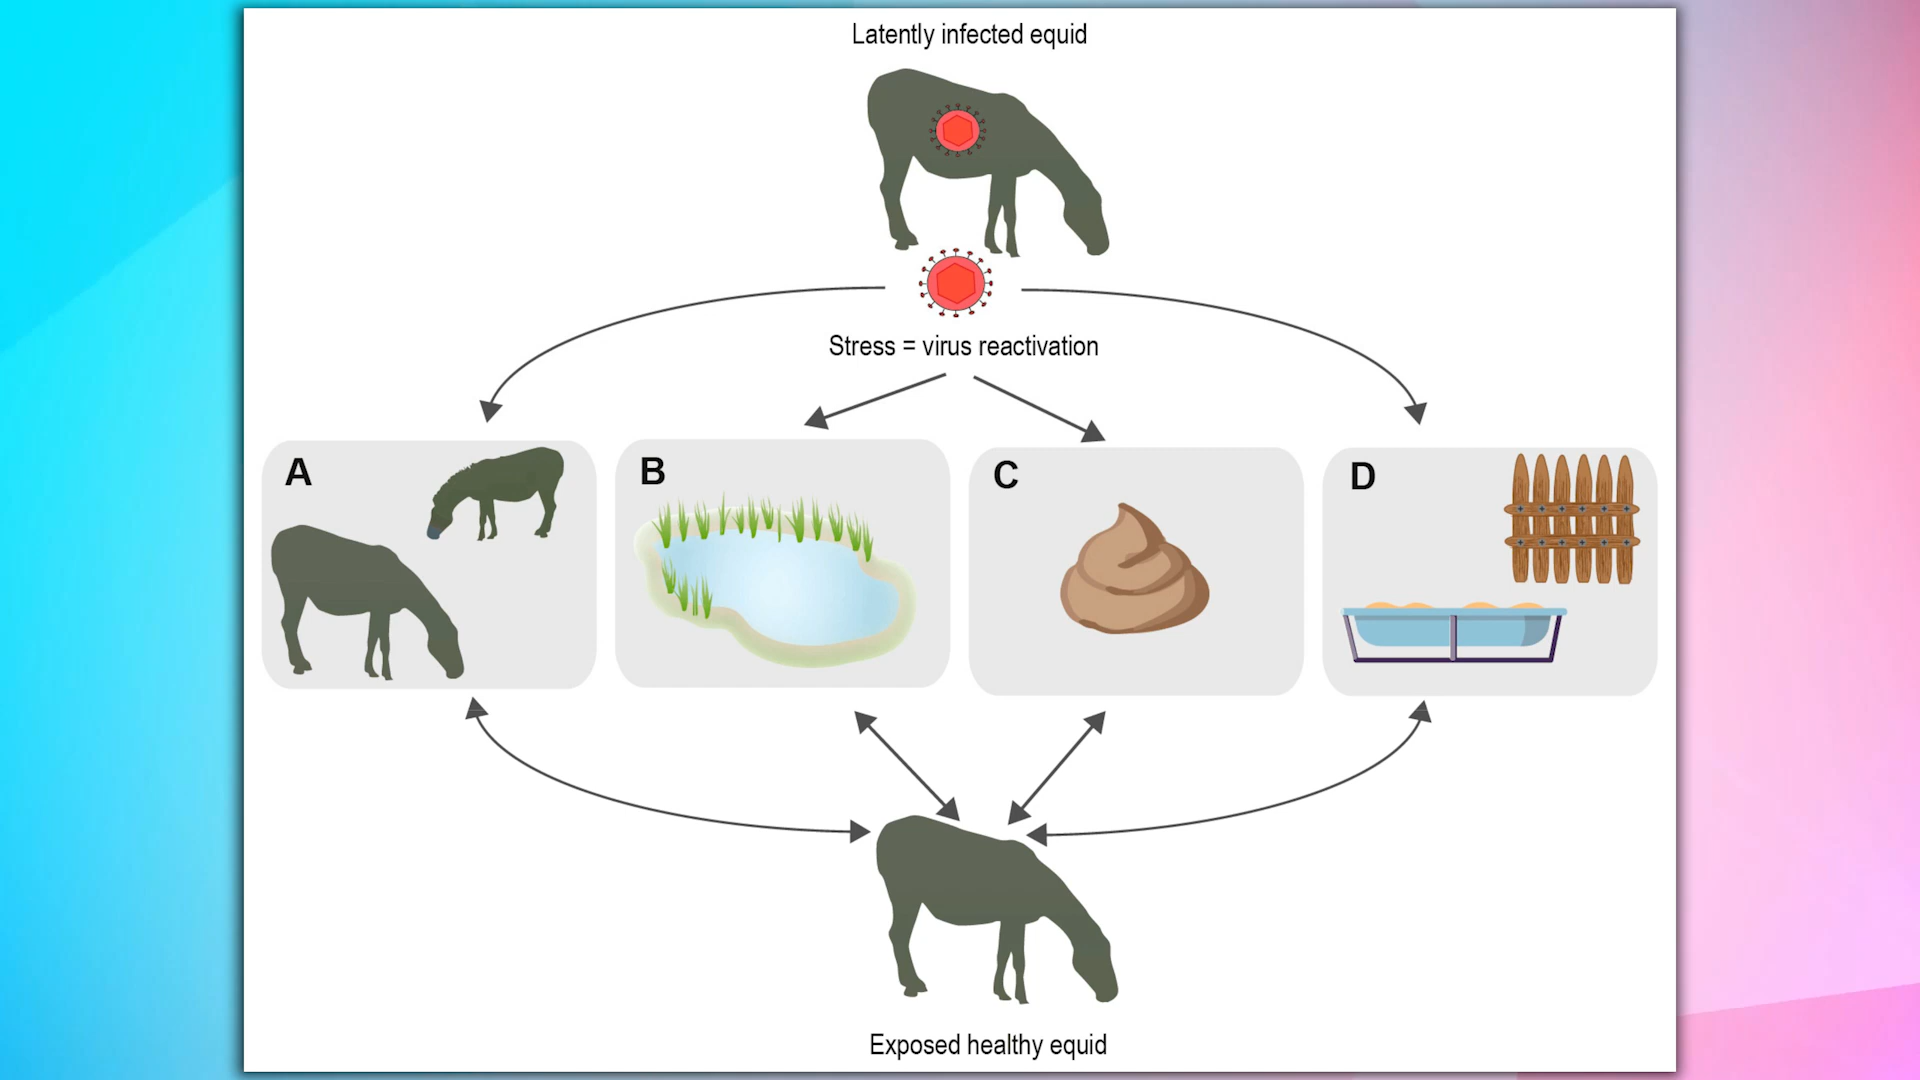 Latently infected equid
Stress = virus reactivation
A
B
C
D
Exposed healthy equid